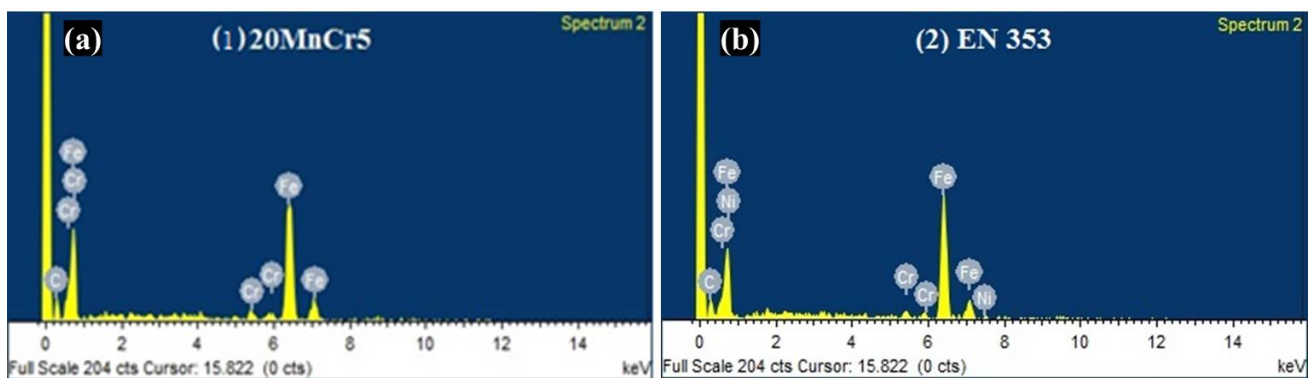 (a)
(1)20MnCr5
Spectrum 2
Fe
Cr
Cr
C
Cr
Cr
Fe
Fe
0 2 4 6 8 10 12 14
Full Scale 204 cts Cursor: 15.822 (0 cts) keV
(b)
(2) EN 353
Spectrum 2
Fe
Ni
Cr
C
Cr
Cr
Fe
Fe
Ni
0 2 4 6 8 10 12 14
Full Scale 204 cts Cursor: 15.822 (0 cts) keV